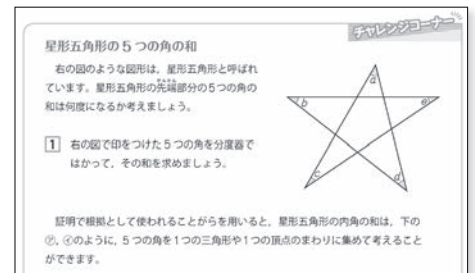 チャレンジコーナー
星形五角形の5つの角の和
右の図のような図形は，星形五角形と呼ばれ
ています。星形五角形の先端部分の5つの角の
せんたん
和は何度になるか考えましょう。
1 右の図で印をつけた5つの角を分度器で
はかって，その和を求めましょう。
a
b
e
c
d
証明で根拠として使われることがらを用いると，星形五角形の内角の和は，下の
㋐，㋑のように，5つの角を1つの三角形や1つの頂点のまわりに集めて考えること
ができます。